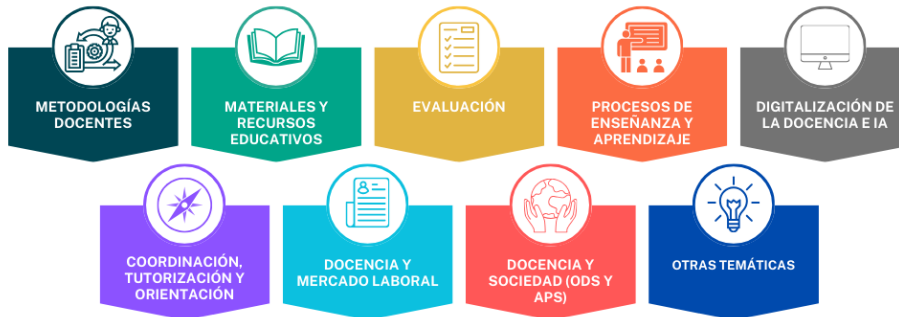 METODOLOGÍAS
DOCENTES
MATERIALES Y
RECURSOS
EDUCATIVOS
EVALUACIÓN
PROCESOS DE
ENSEÑANZA Y
APRENDIZAJE
DIGITALIZACIÓN DE
LA DOCENCIA E IA
COORDINACIÓN,
TUTORIZACIÓN Y
ORIENTACIÓN
DOCENCIA Y
MERCADO LABORAL
DOCENCIA Y
SOCIEDAD (ODS Y
APS)
OTRAS TEMÁTICAS